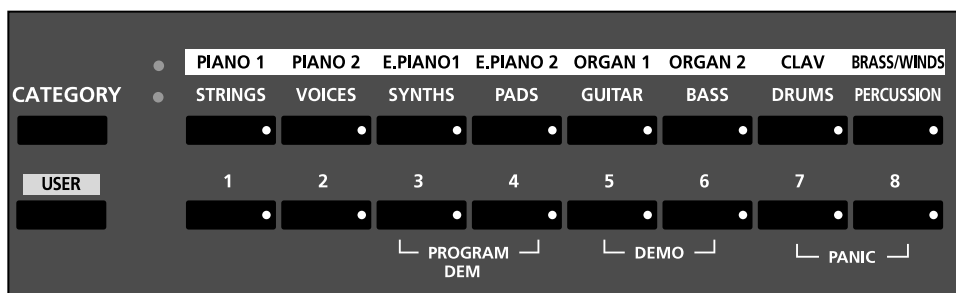 PIANO 1 PIANO 2 E.PIANO1 E.PIANO 2 ORGAN 1 ORGAN 2 CLAV BRASS/WINDS
CATEGORY STRINGS VOICES SYNTHS PADS GUITAR BASS DRUMS PERCUSSION
USER 1 2 3 4 5 6 7 8
PROGRAM DEMO PANIC
DEM